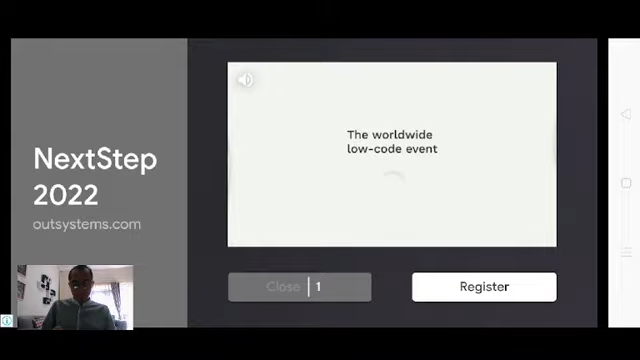 NextStep
2022
outsystems.com
The worldwide
low-code event
Close | 1
Register